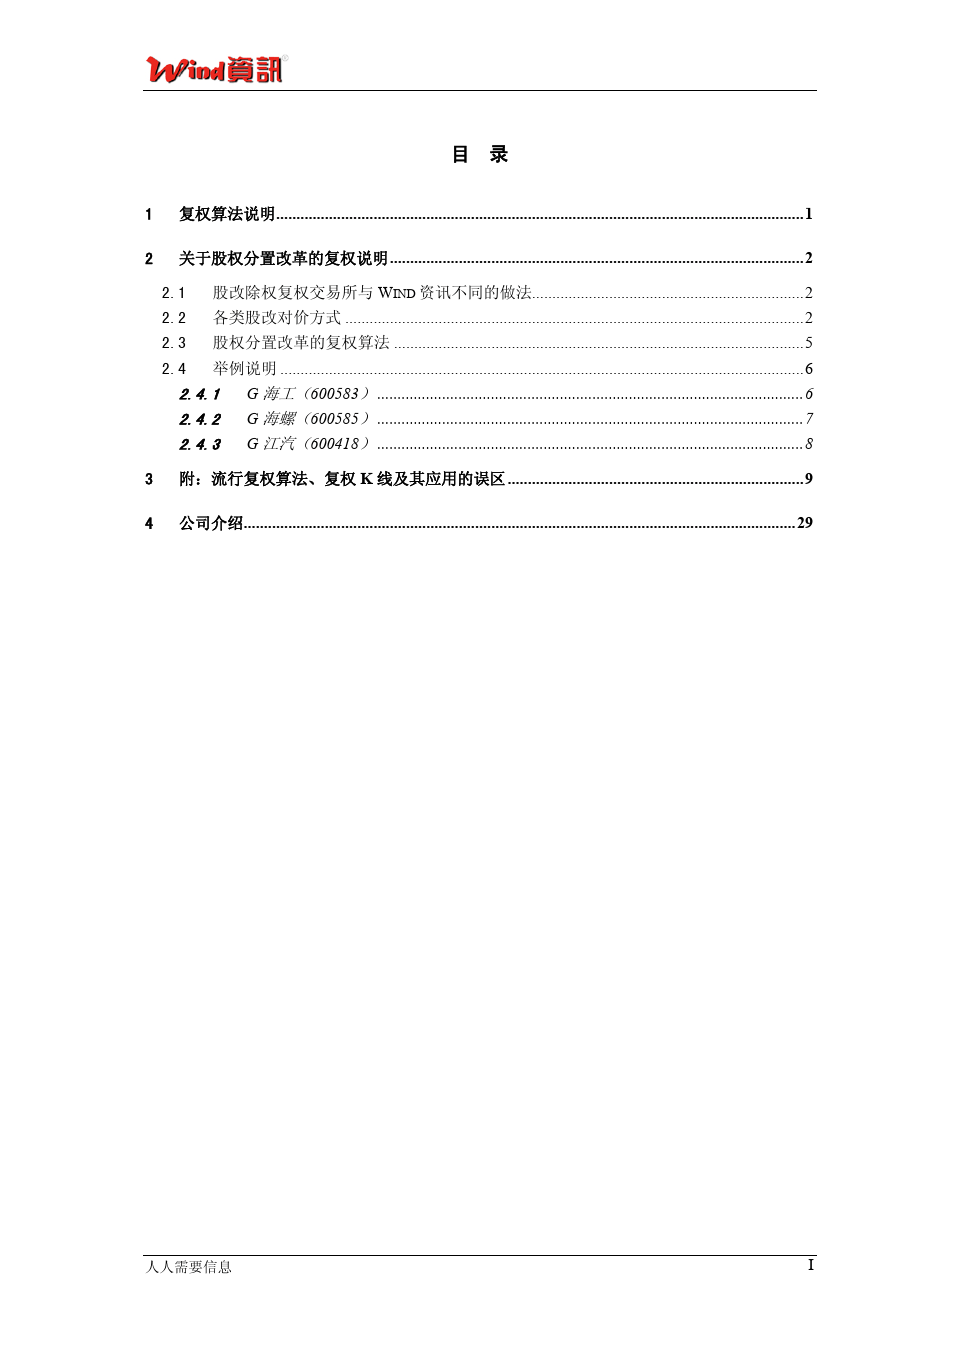 Wind資訊®
目 录
1 复权算法说明........1
2 关于股权分置改革的复权说明........2
2.1 股改除权复权交易所与 WIND 资讯不同的做法........2
2.2 各类股改对价方式........2
2.3 股权分置改革的复权算法........5
2.4 举例说明........6
2.4.1 G 海工（600583）........6
2.4.2 G 海螺（600585）........7
2.4.3 G 江汽（600418）........8
3 附：流行复权算法、复权 K 线及其应用的误区........9
4 公司介绍........29
人人需要信息 I